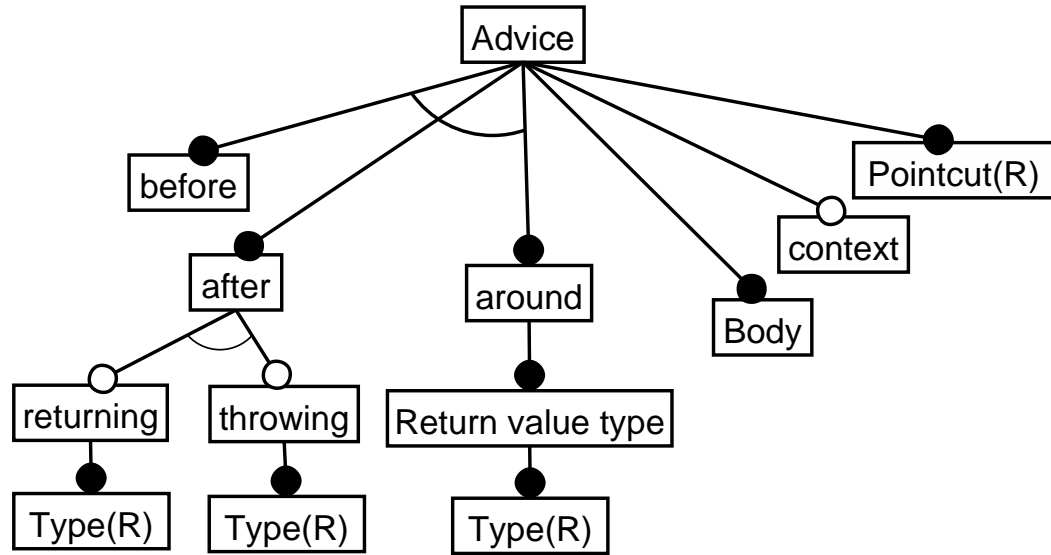 Advice
before
Pointcut(R)
context
after
around
Body
returning
throwing
Return value type
Type(R)
Type(R)
Type(R)